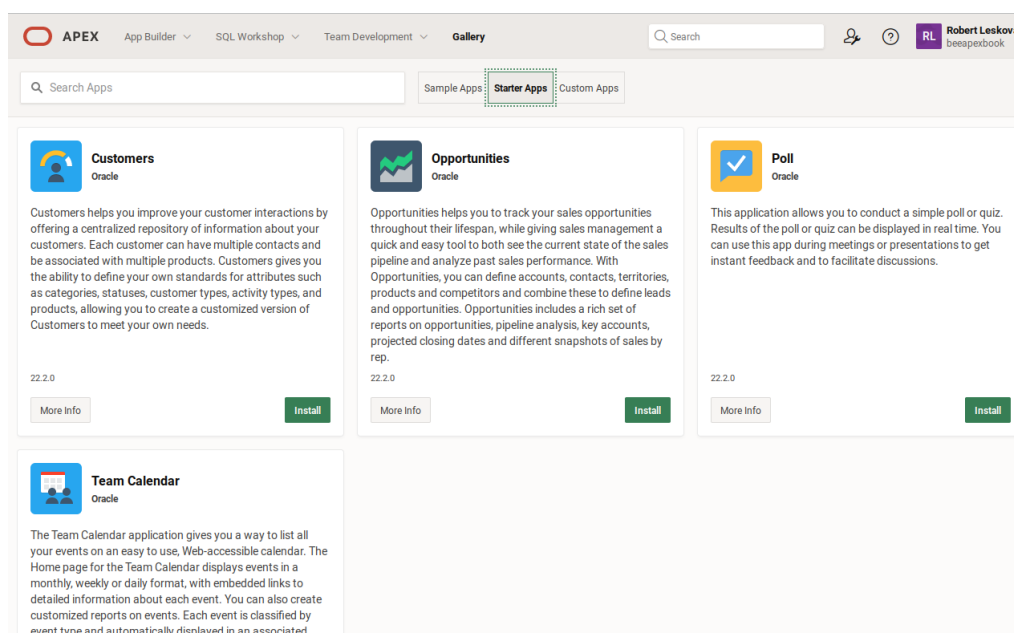 APEX App Builder SQL Workshop Team Development Gallery Search RL Robert Leskova
beeapexbook
Search Apps Sample Apps Starter Apps Custom Apps
Customers
Oracle
Customers helps you improve your customer interactions by
offering a centralized repository of information about your
customers. Each customer can have multiple contacts and
be associated with multiple products. Customers gives you
the ability to define your own standards for attributes such
as categories, statuses, customer types, activity types, and
products, allowing you to create a customized version of
Customers to meet your own needs.
22.2.0
More Info Install
Opportunities
Oracle
Opportunities helps you to track your sales opportunities
throughout their lifespan, while giving sales management a
quick and easy tool to both see the current state of the sales
pipeline and analyze past sales performance. With
Opportunities, you can define accounts, contacts, territories,
products and competitors and combine these to define leads
and opportunities. Opportunities includes a rich set of
reports on opportunities, pipeline analysis, key accounts,
projected closing dates and different snapshots of sales by
rep.
22.2.0
More Info Install
Poll
Oracle
This application allows you to conduct a simple poll or quiz.
Results of the poll or quiz can be displayed in real time. You
can use this app during meetings or presentations to get
instant feedback and to facilitate discussions.
22.2.0
More Info Install
Team Calendar
Oracle
The Team Calendar application gives you a way to list all
your events on an easy to use, Web-accessible calendar. The
Home page for the Team Calendar displays events in a
monthly, weekly or daily format, with embedded links to
detailed information about each event. You can also create
customized reports on events. Each event is classified by
event type and automatically displayed in an associated